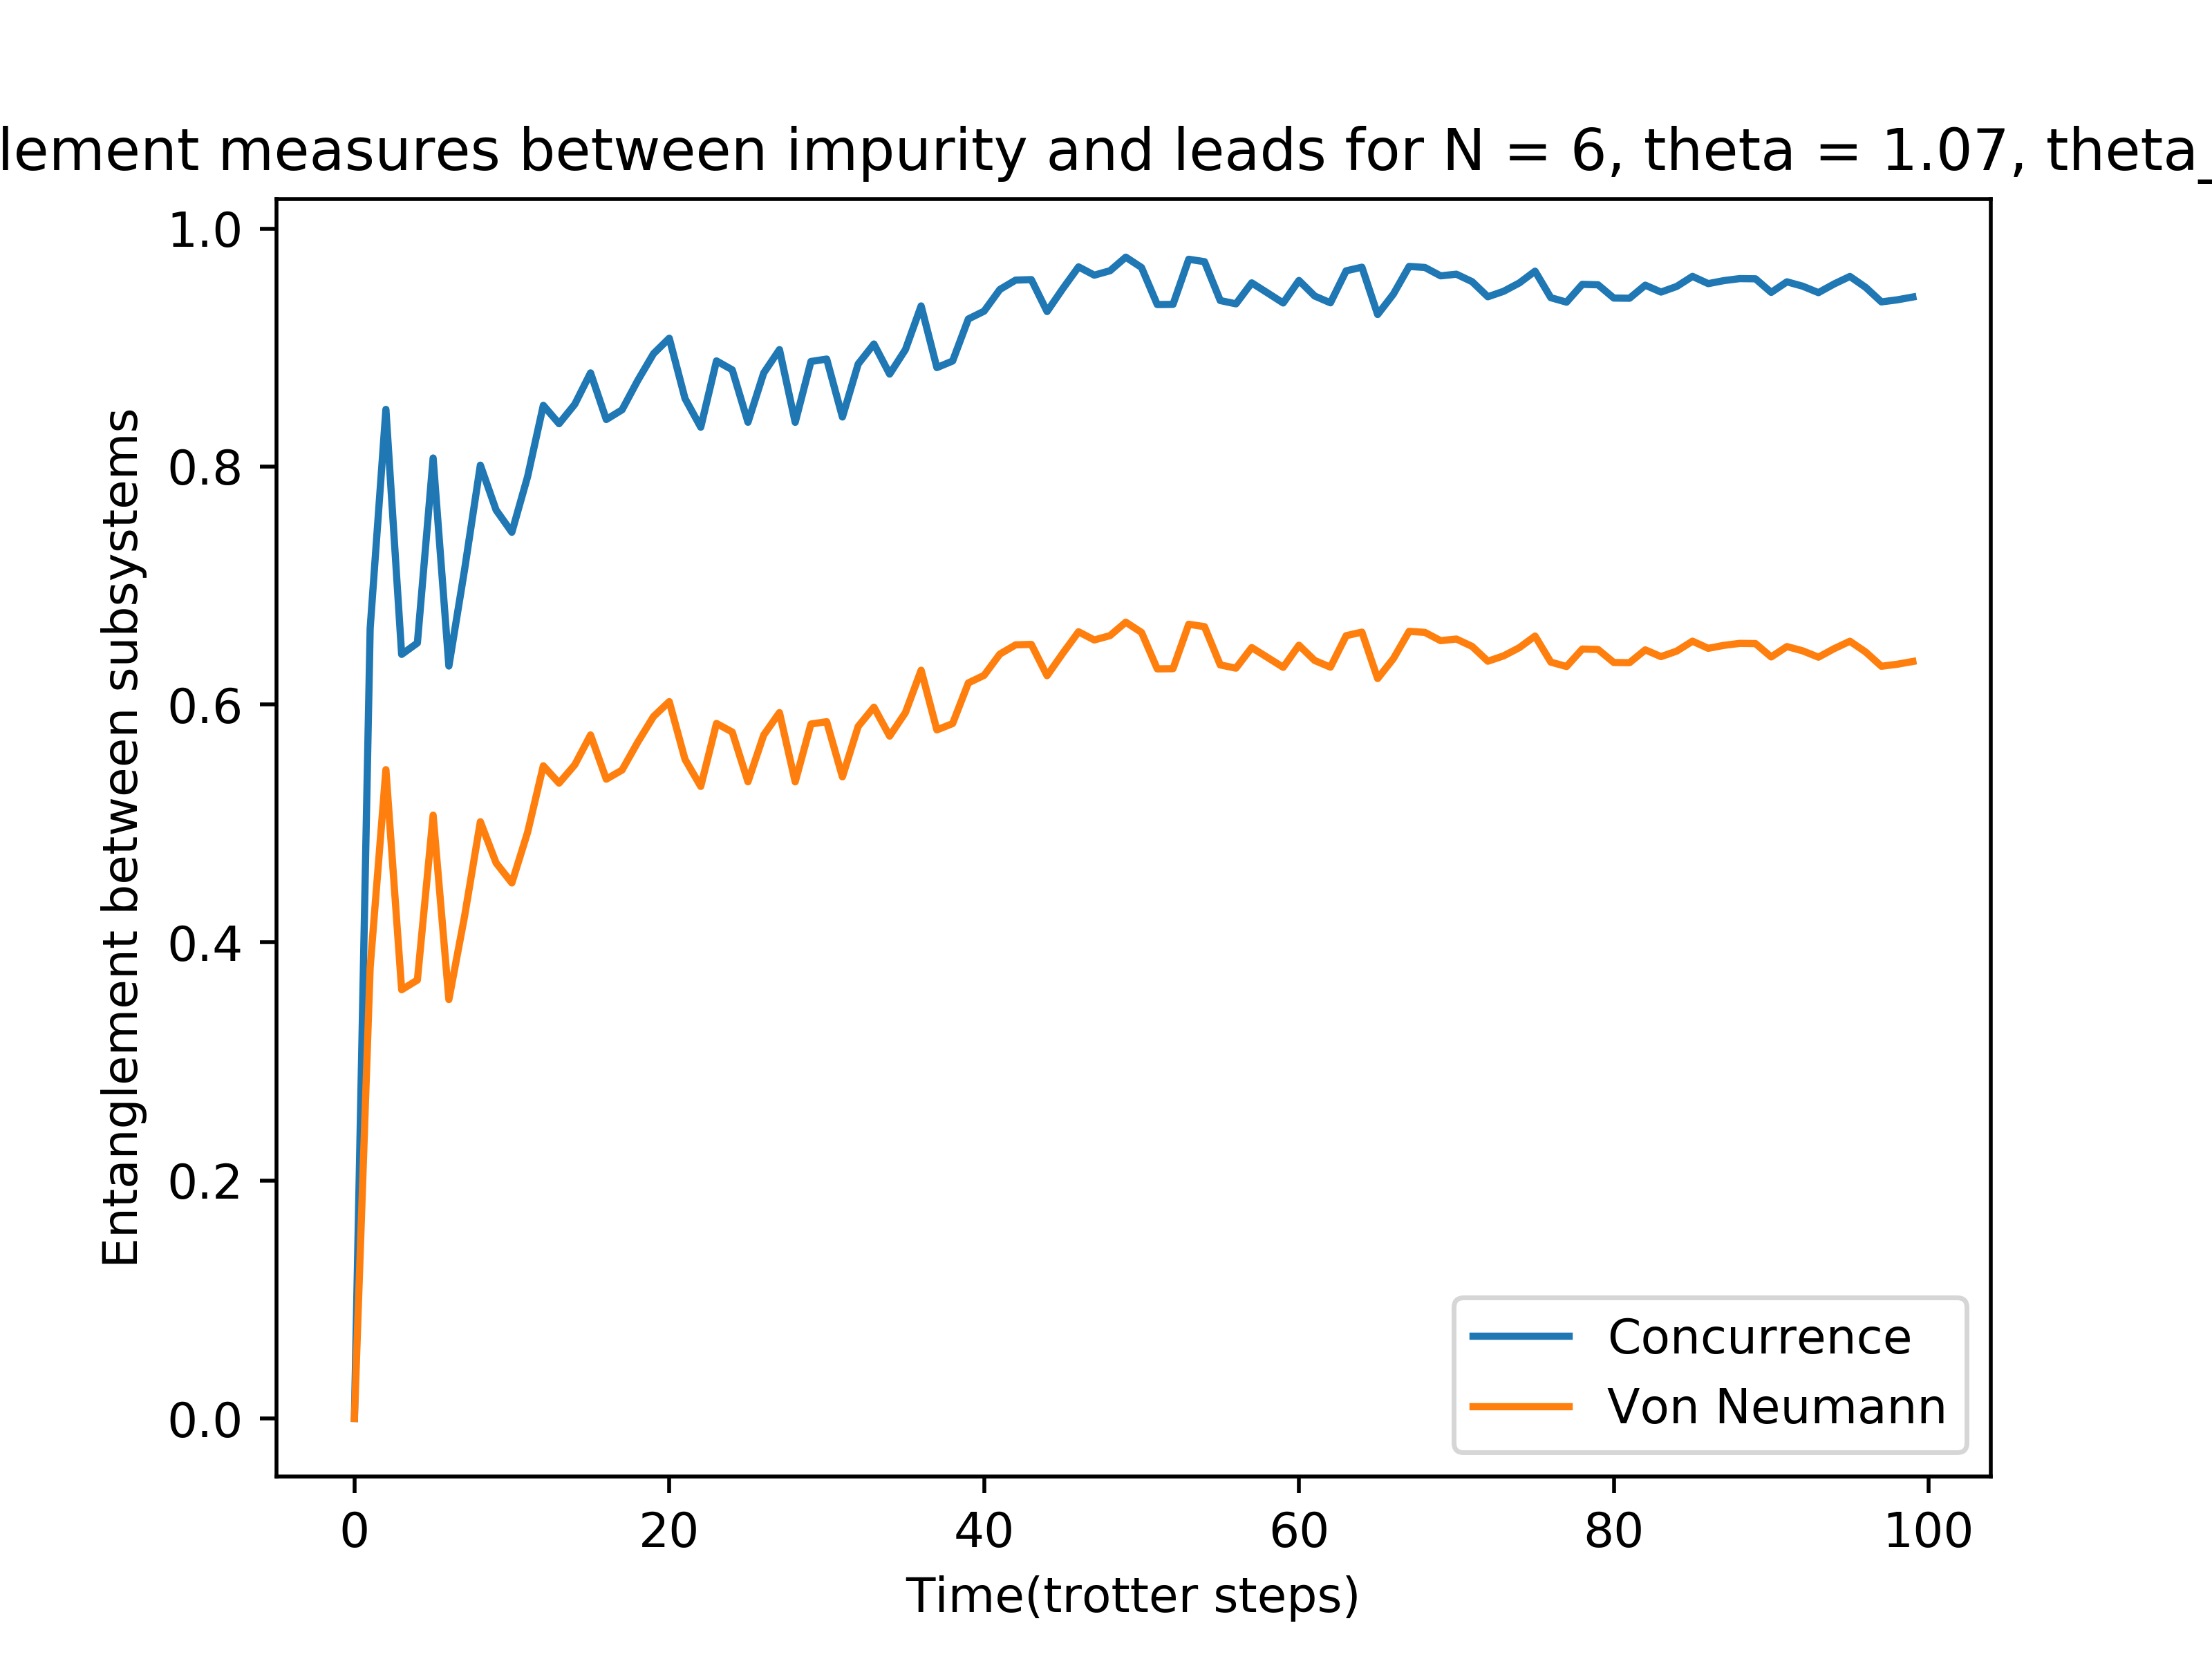 lement measures between impurity and leads for N = 6, theta = 1.07, theta_
1.0
0.8
0.6
0.4
0.2
0.0
Entanglement between subsystems
Concurrence
Von Neumann
0 20 40 60 80 100
Time(trotter steps)